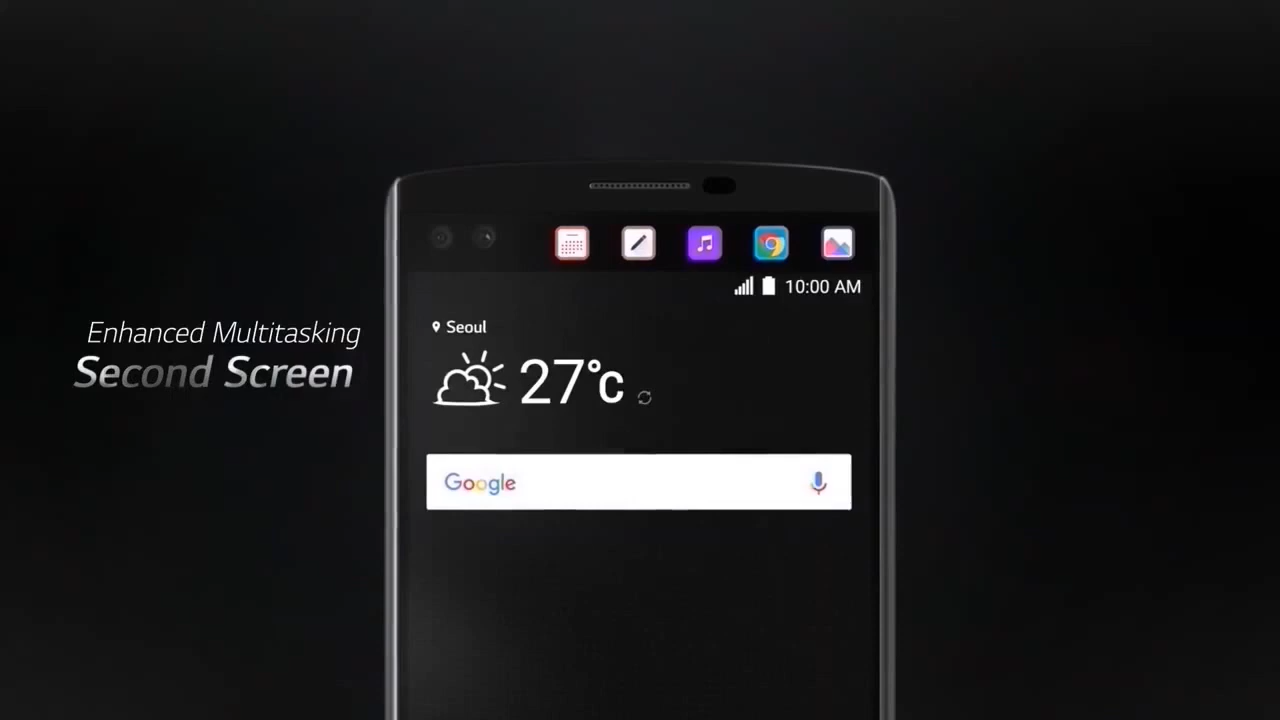 10:00 AM
Seoul
Enhanced Multitasking
Second Screen
27°c
Google